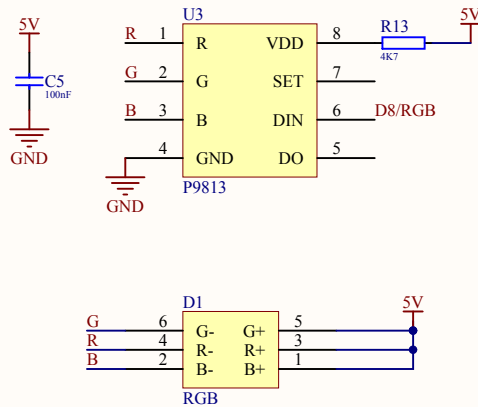 5V
C5
100nF
GND
U3
R 1 R VDD 8 R13 4K7 5V
G 2 G SET 7
B 3 B DIN 6 D8/RGB
4 GND DO 5
GND
P9813
D1
5V
G 6 G- G+ 5
R 4 R- R+ 3
B 2 B- B+ 1
RGB